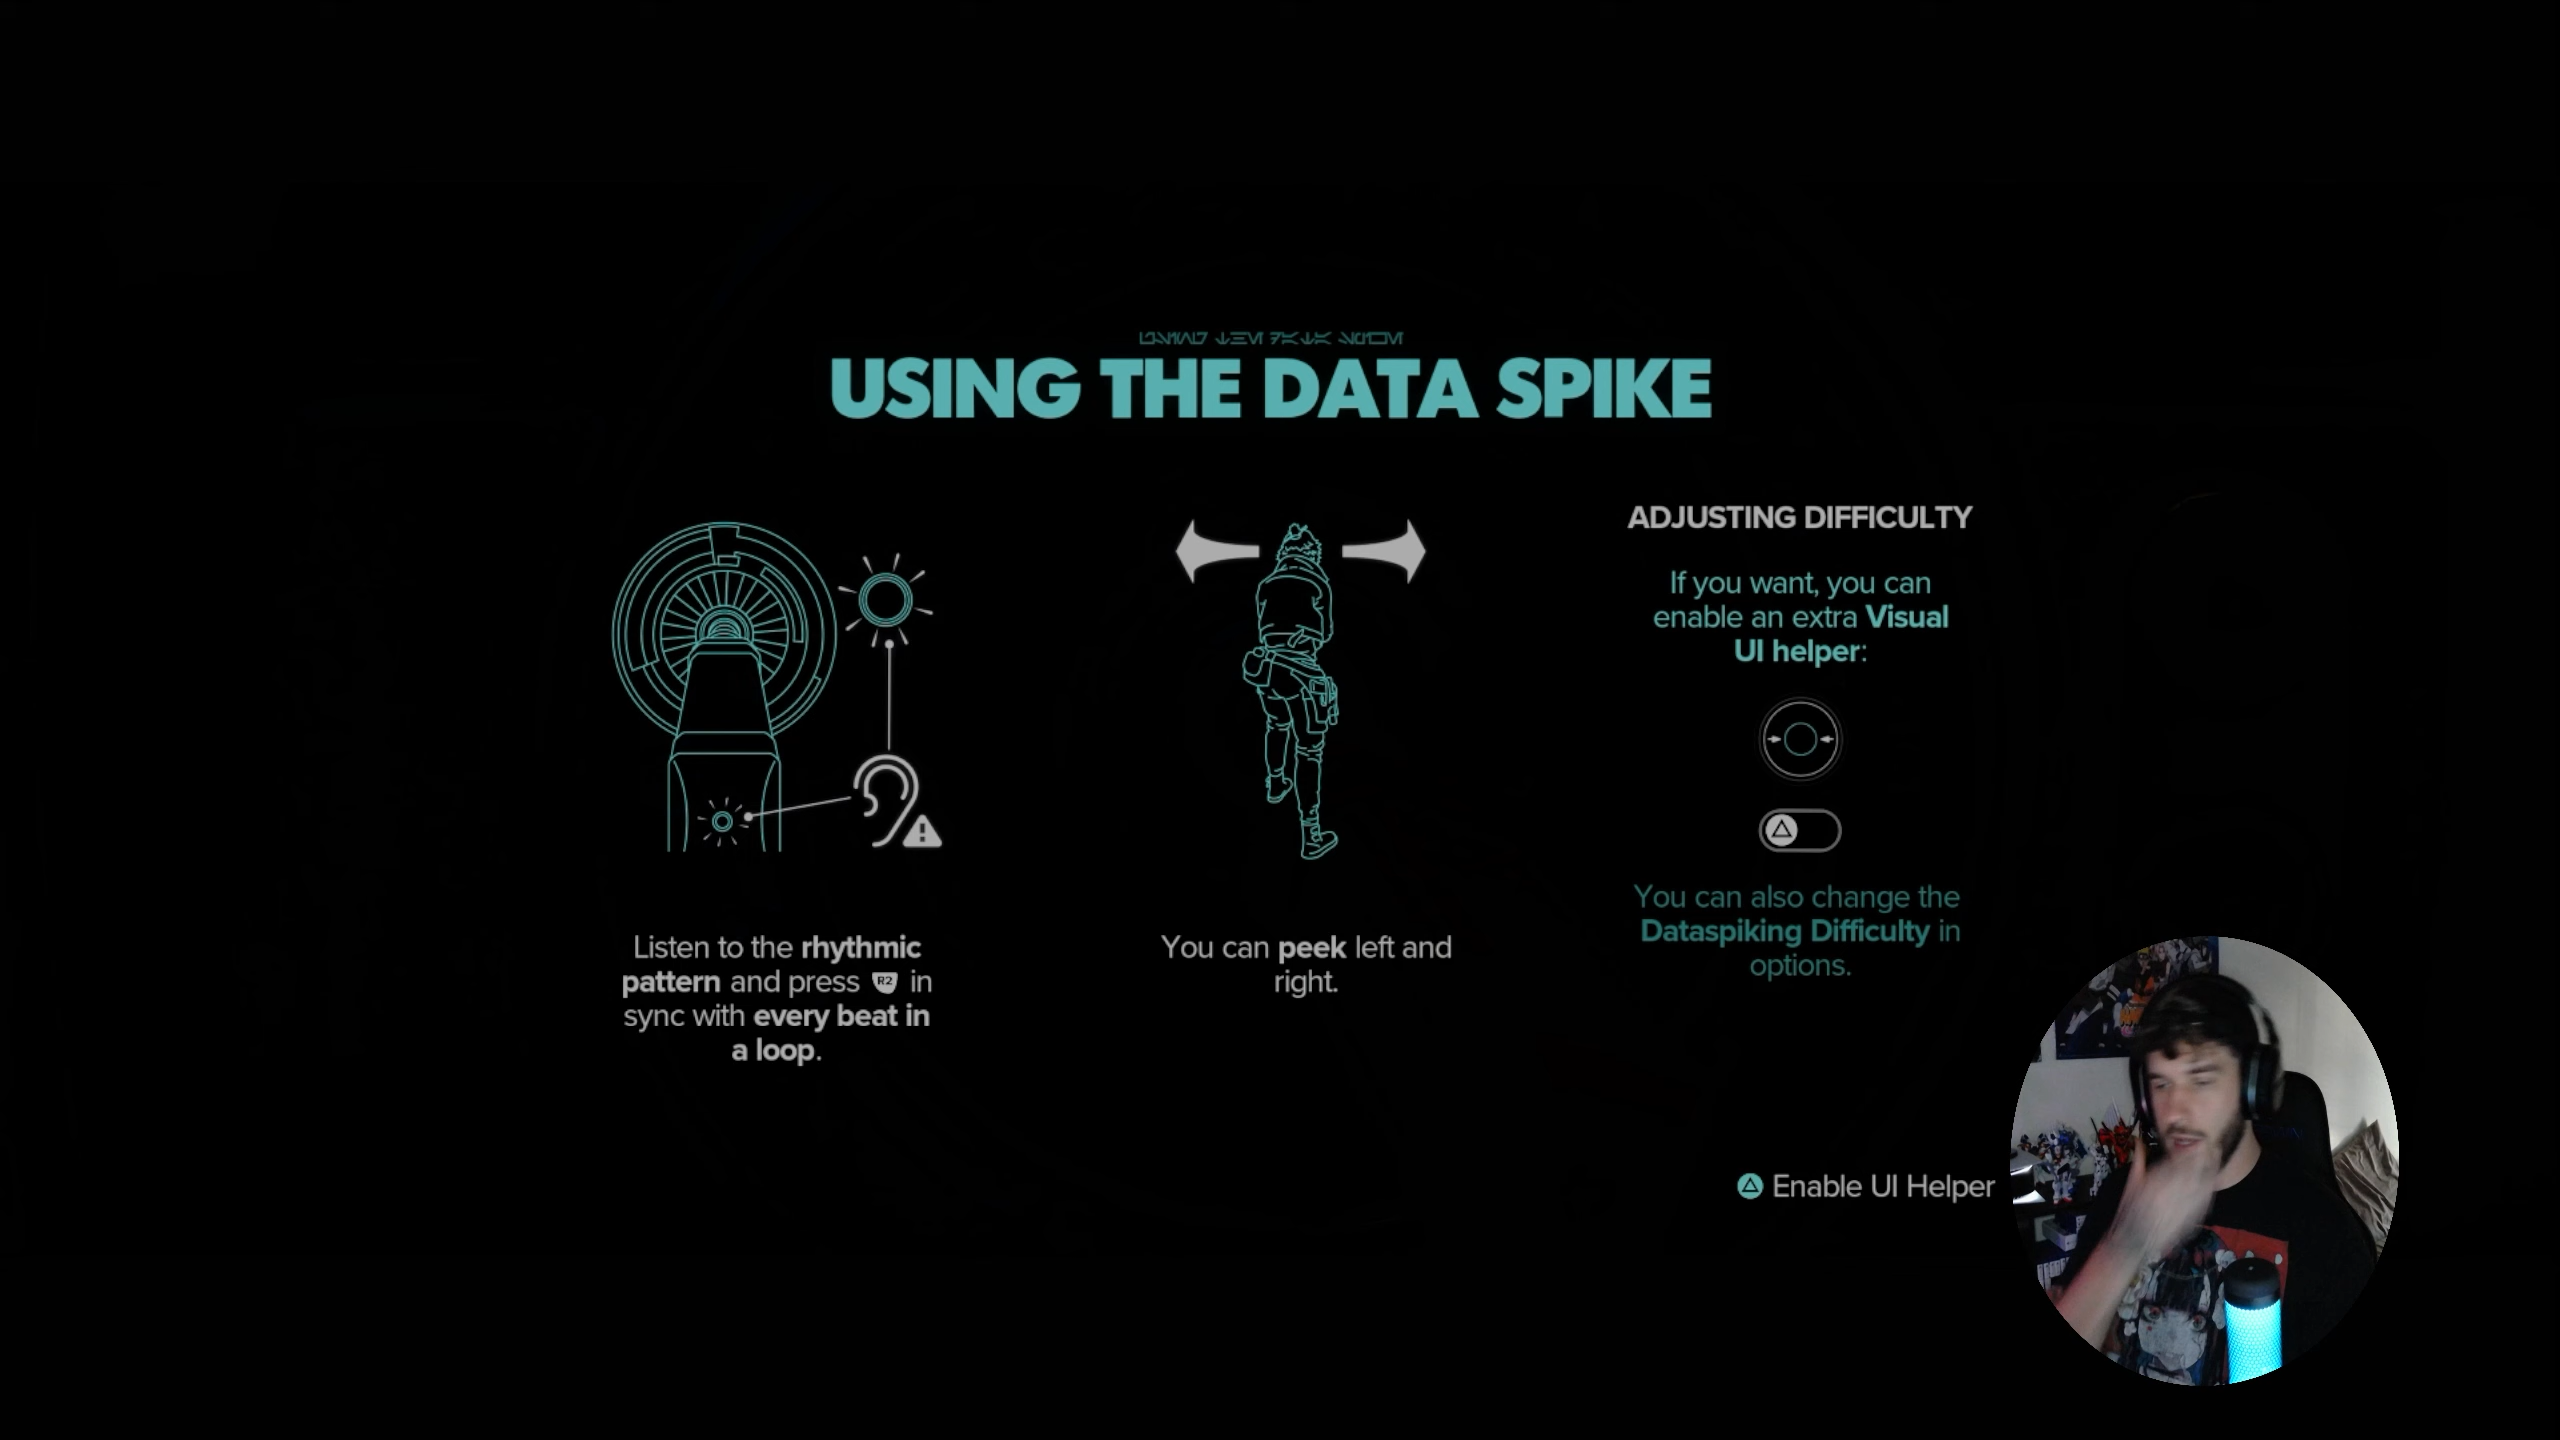 USING THE DATA SPIKE
Listen to the rhythmic
pattern and press R2 in
sync with every beat in
a loop.
You can peek left and
right.
ADJUSTING DIFFICULTY
If you want, you can
enable an extra Visual
UI helper:
You can also change the
Dataspiking Difficulty in
options.
Enable UI Helper